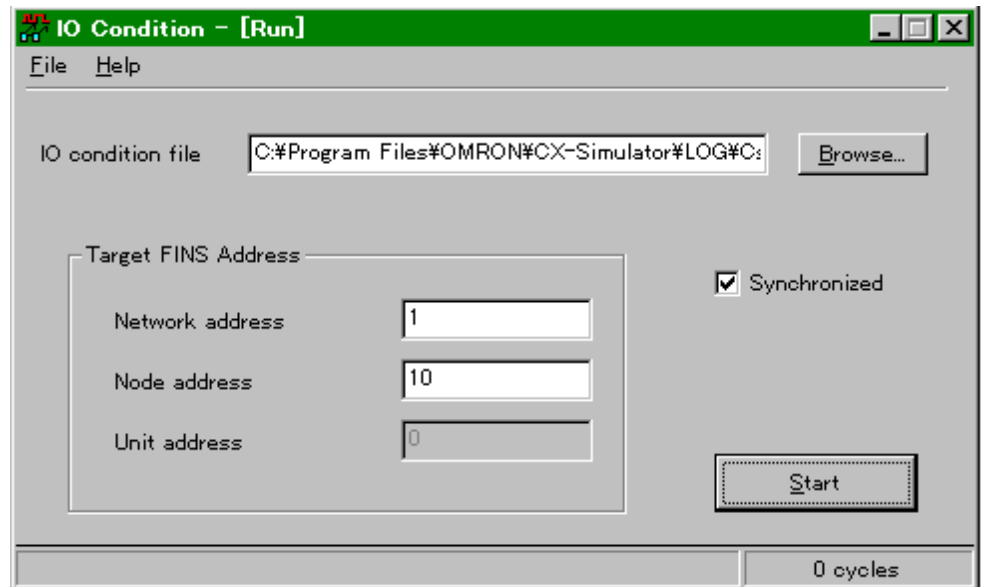 IO Condition - [Run]
File Help
IO condition file C:¥Program Files¥OMRON¥CX-Simulator¥LOG¥Cs Browse...
Target FINS Address
Synchronized
Network address 1
Node address 10
Unit address 0
Start
0 cycles